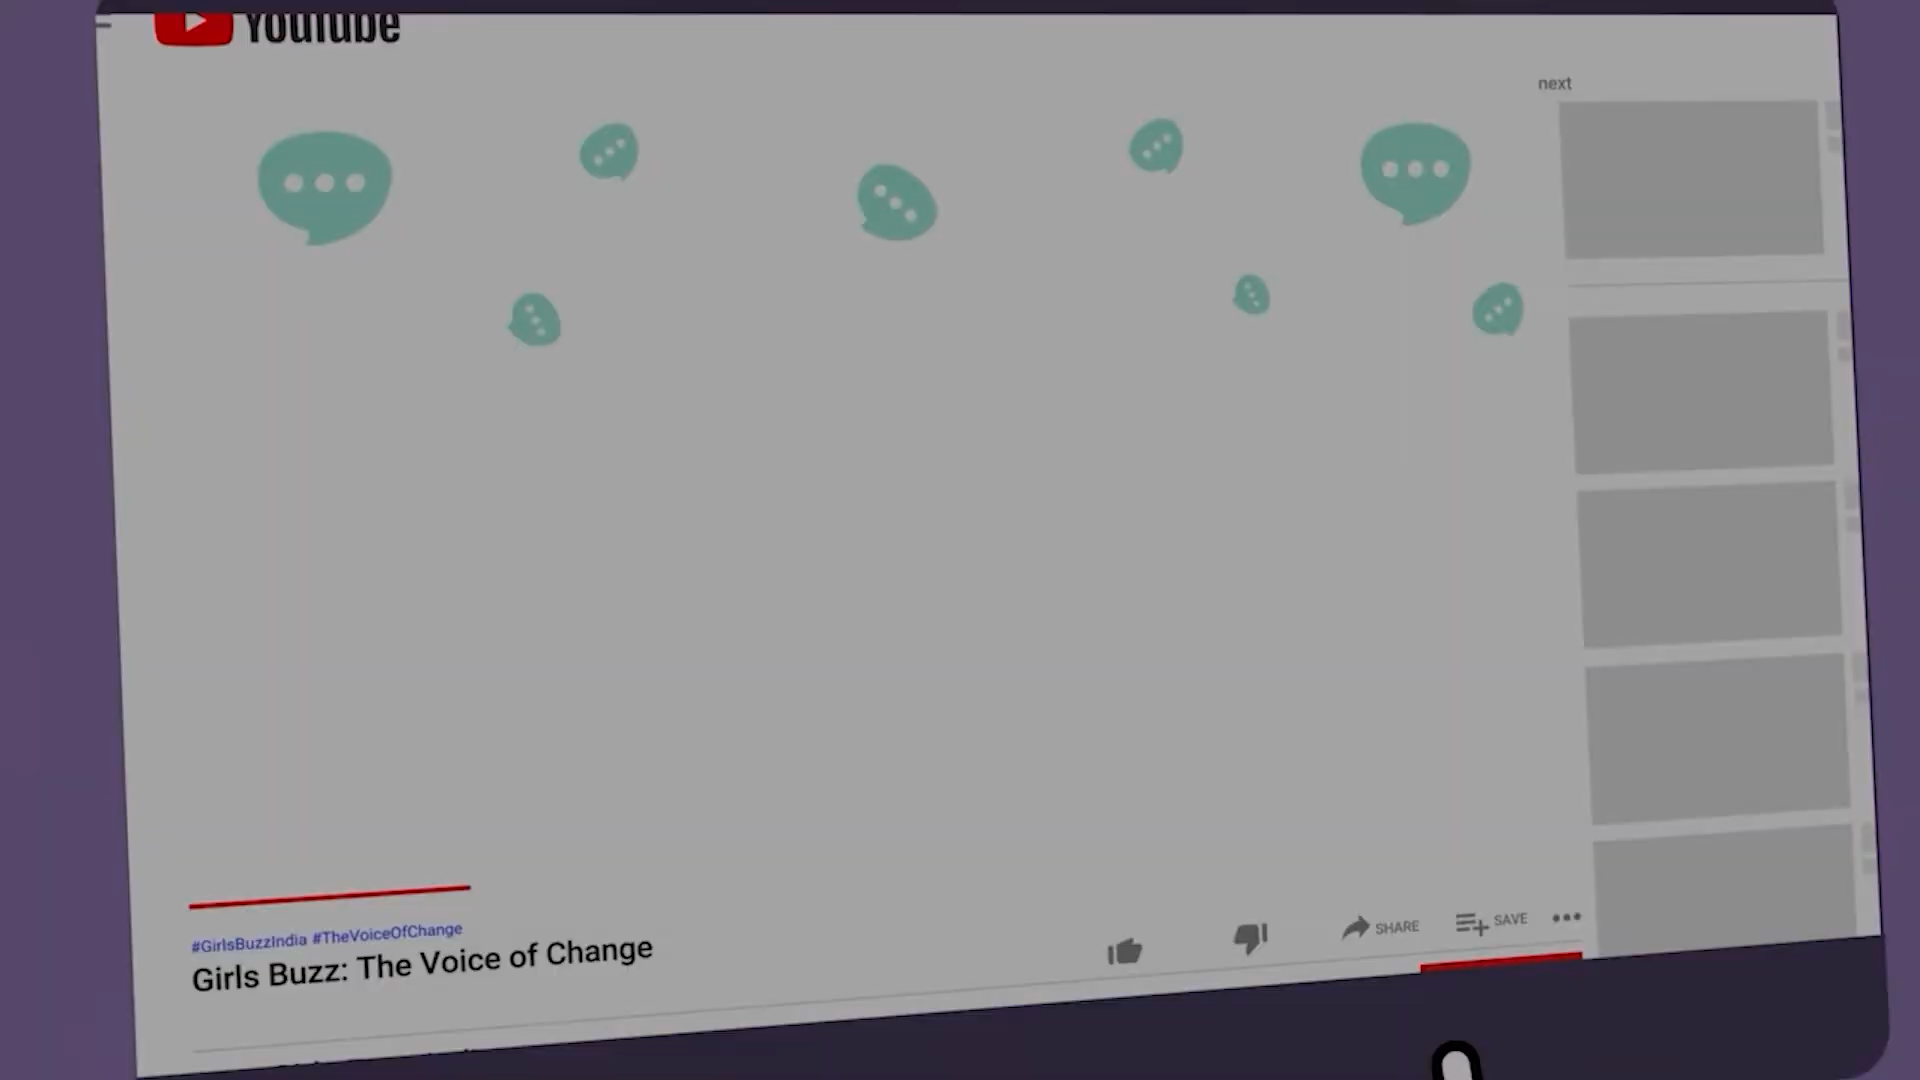 YouTube
next
#GirlsBuzzIndia #TheVoiceOfChange
Girls Buzz: The Voice of Change
SHARE
SAVE